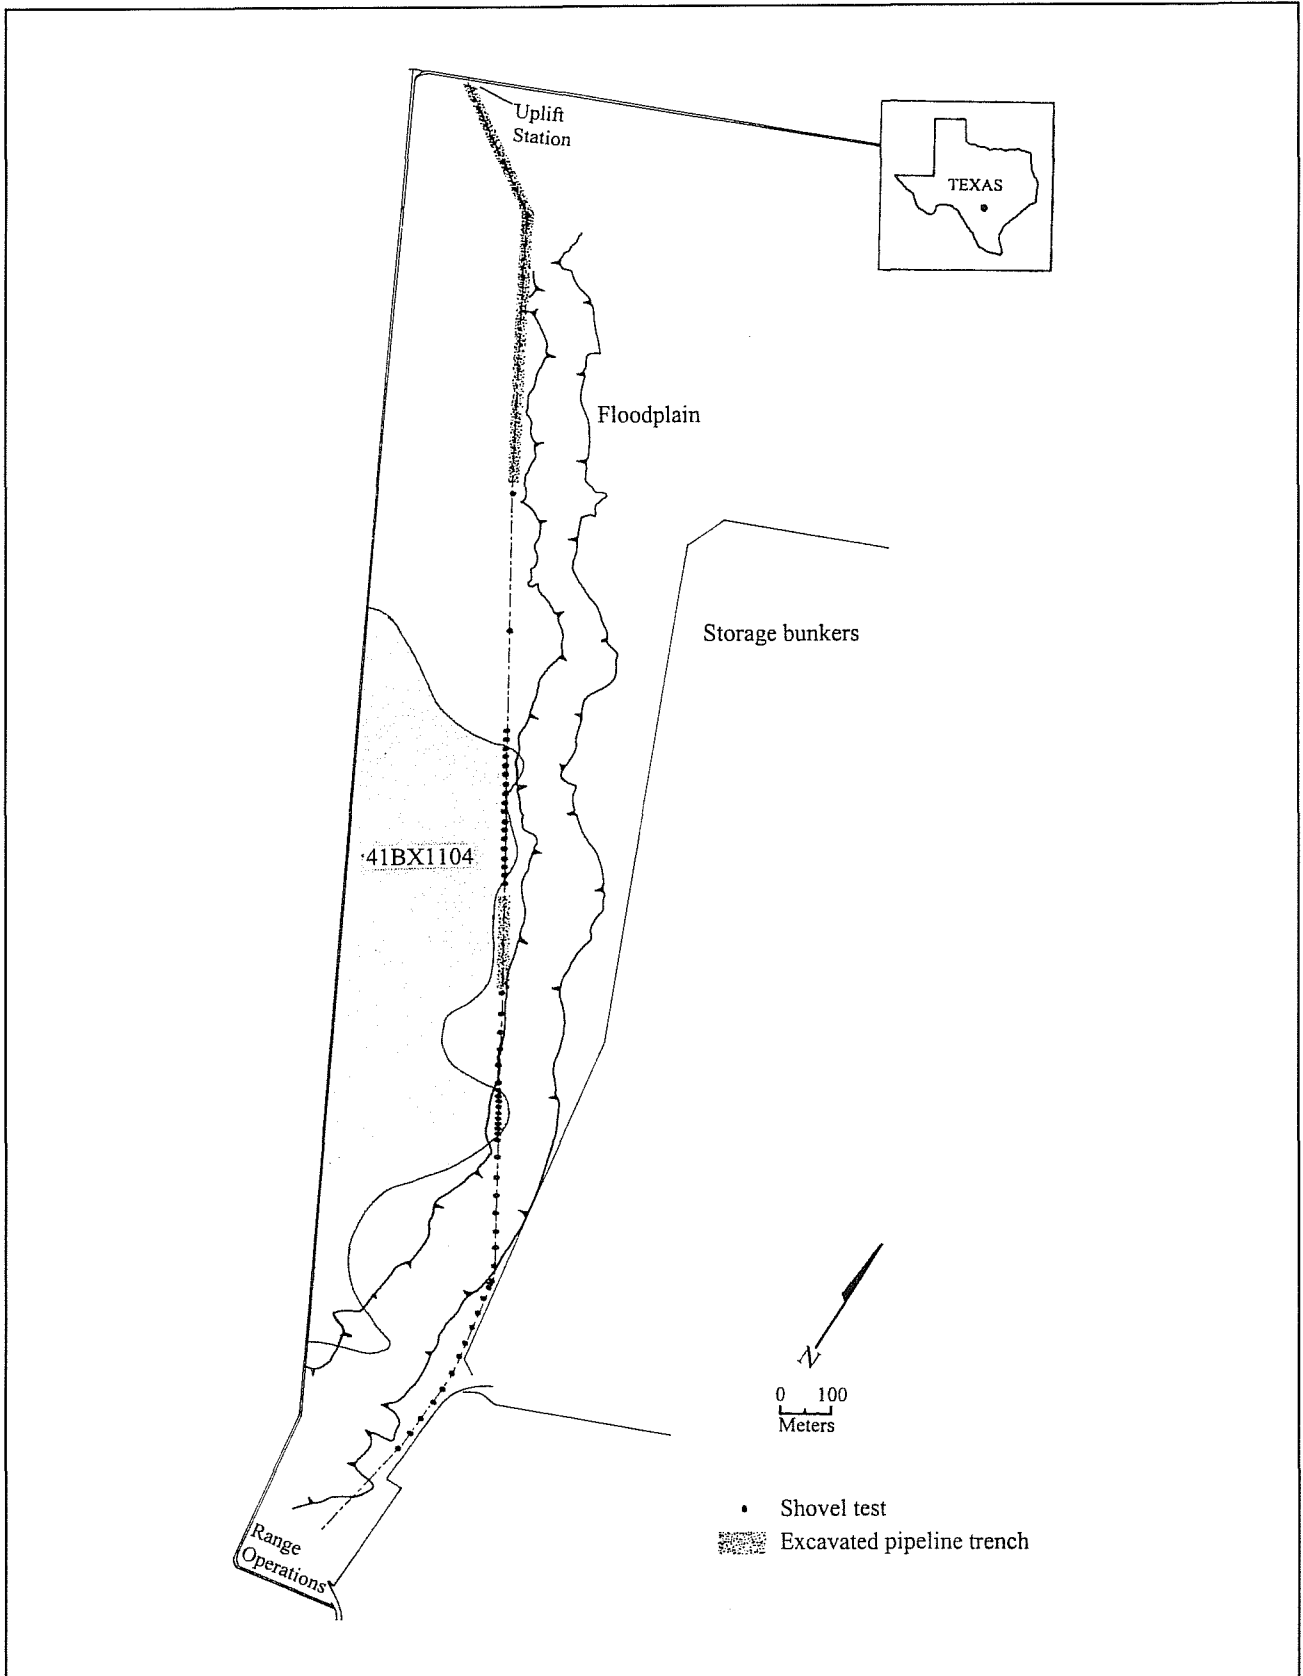 Uplift
Station
TEXAS
Floodplain
Storage bunkers
41BX1104
N
0 100
Meters
Shovel test
Excavated pipeline trench
Range
Operations